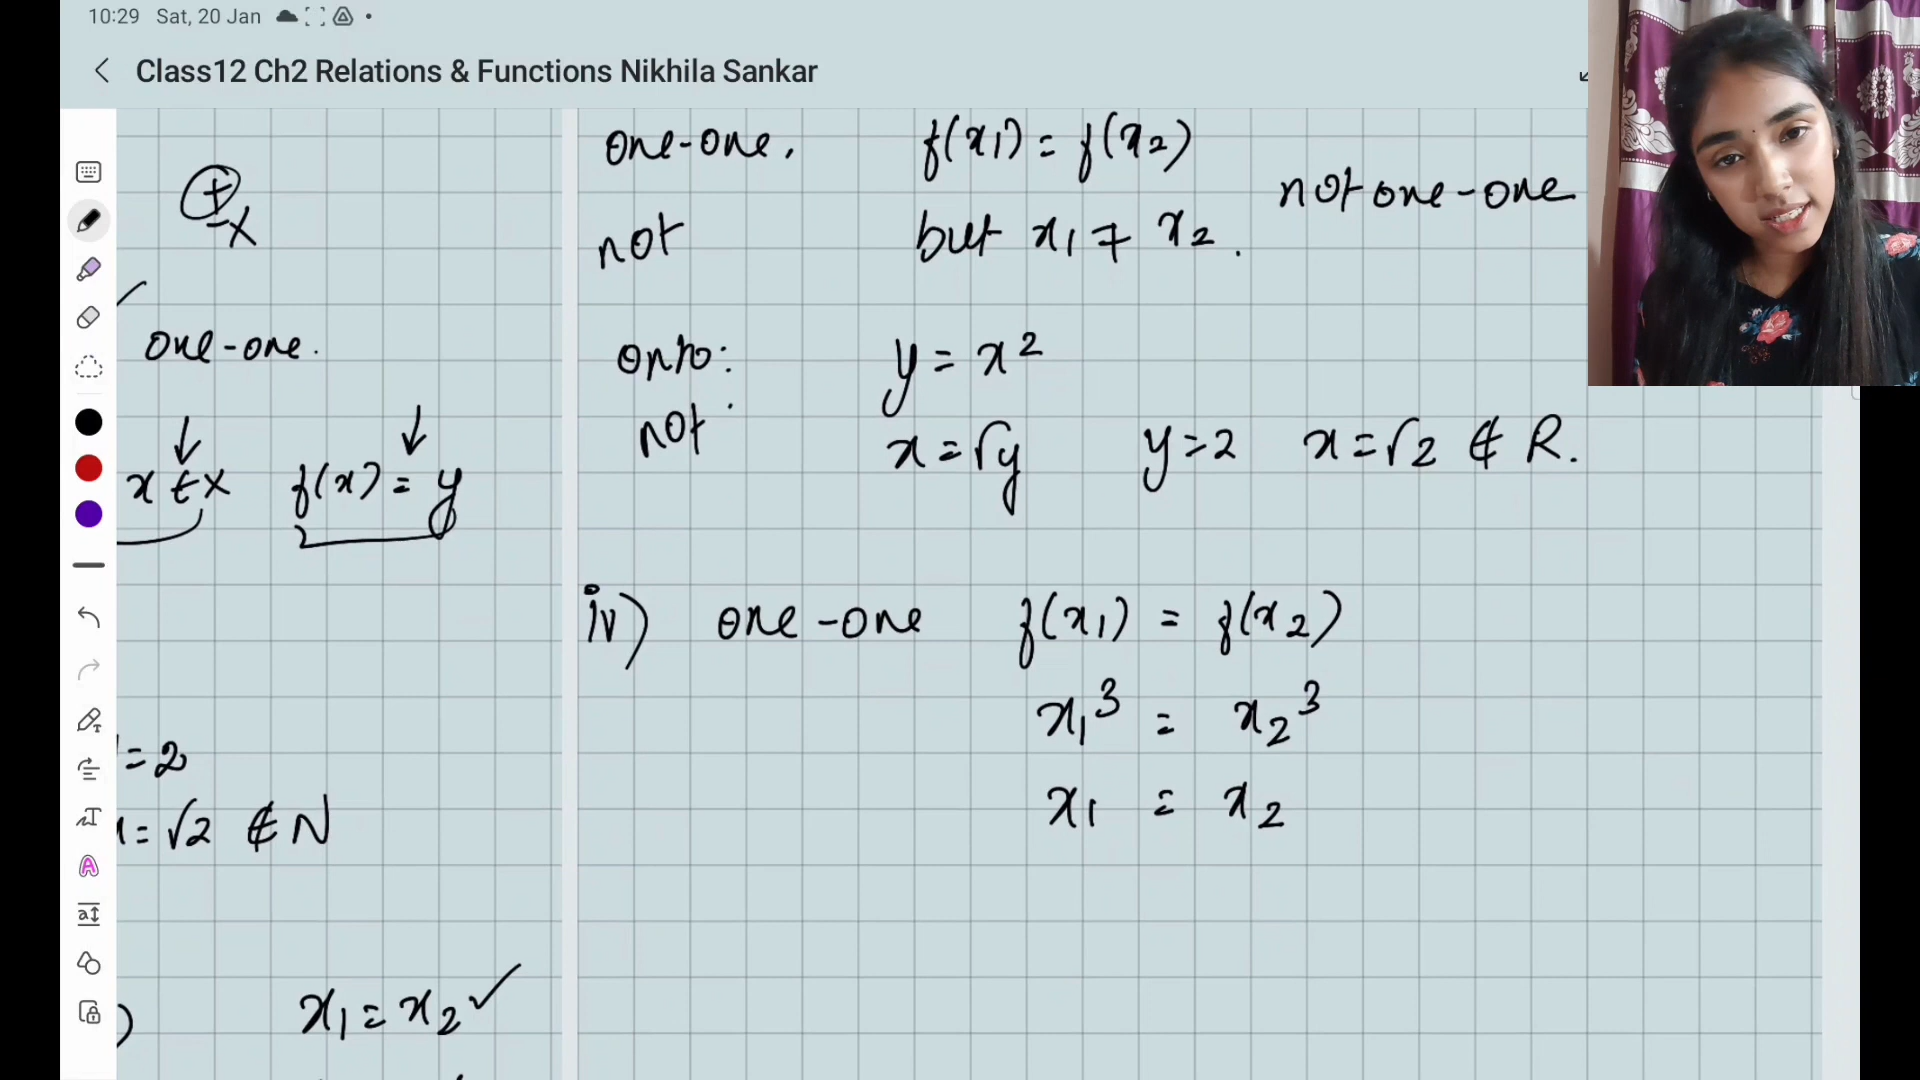 10:29 Sat, 20 Jan
Class12 Ch2 Relations & Functions Nikhila Sankar
± x
one-one.
x ∈ X f(x) = y
=2
= √2 ∉ N
x₁ = x₂ ✓
one-one. f(x₁) = f(x₂) not one-one
not but x₁ ≠ x₂.
onto: y = x²
not x = √y y=2 x = √2 ∉ R.
iv) one-one f(x₁) = f(x₂)
x₁³ = x₂³
x₁ = x₂